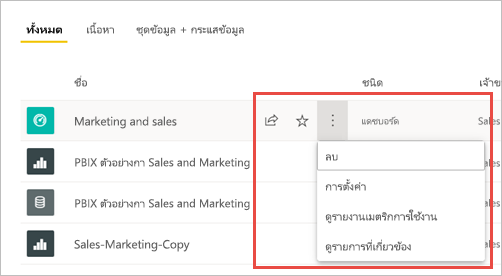 ทั้งหมด เนื้อหา ชุดข้อมูล + กระแสข้อมูล
ชื่อ ชนิด เจ้าข
Marketing and sales แดชบอร์ด Sales
PBIX ตัวอย่างกา Sales and Marketing ลบ Sales
PBIX ตัวอย่างกา Sales and Marketing การตั้งค่า Sales
ดูรายงานเมตริกการใช้งาน
Sales-Marketing-Copy ดูรายการที่เกี่ยวข้อง Sales